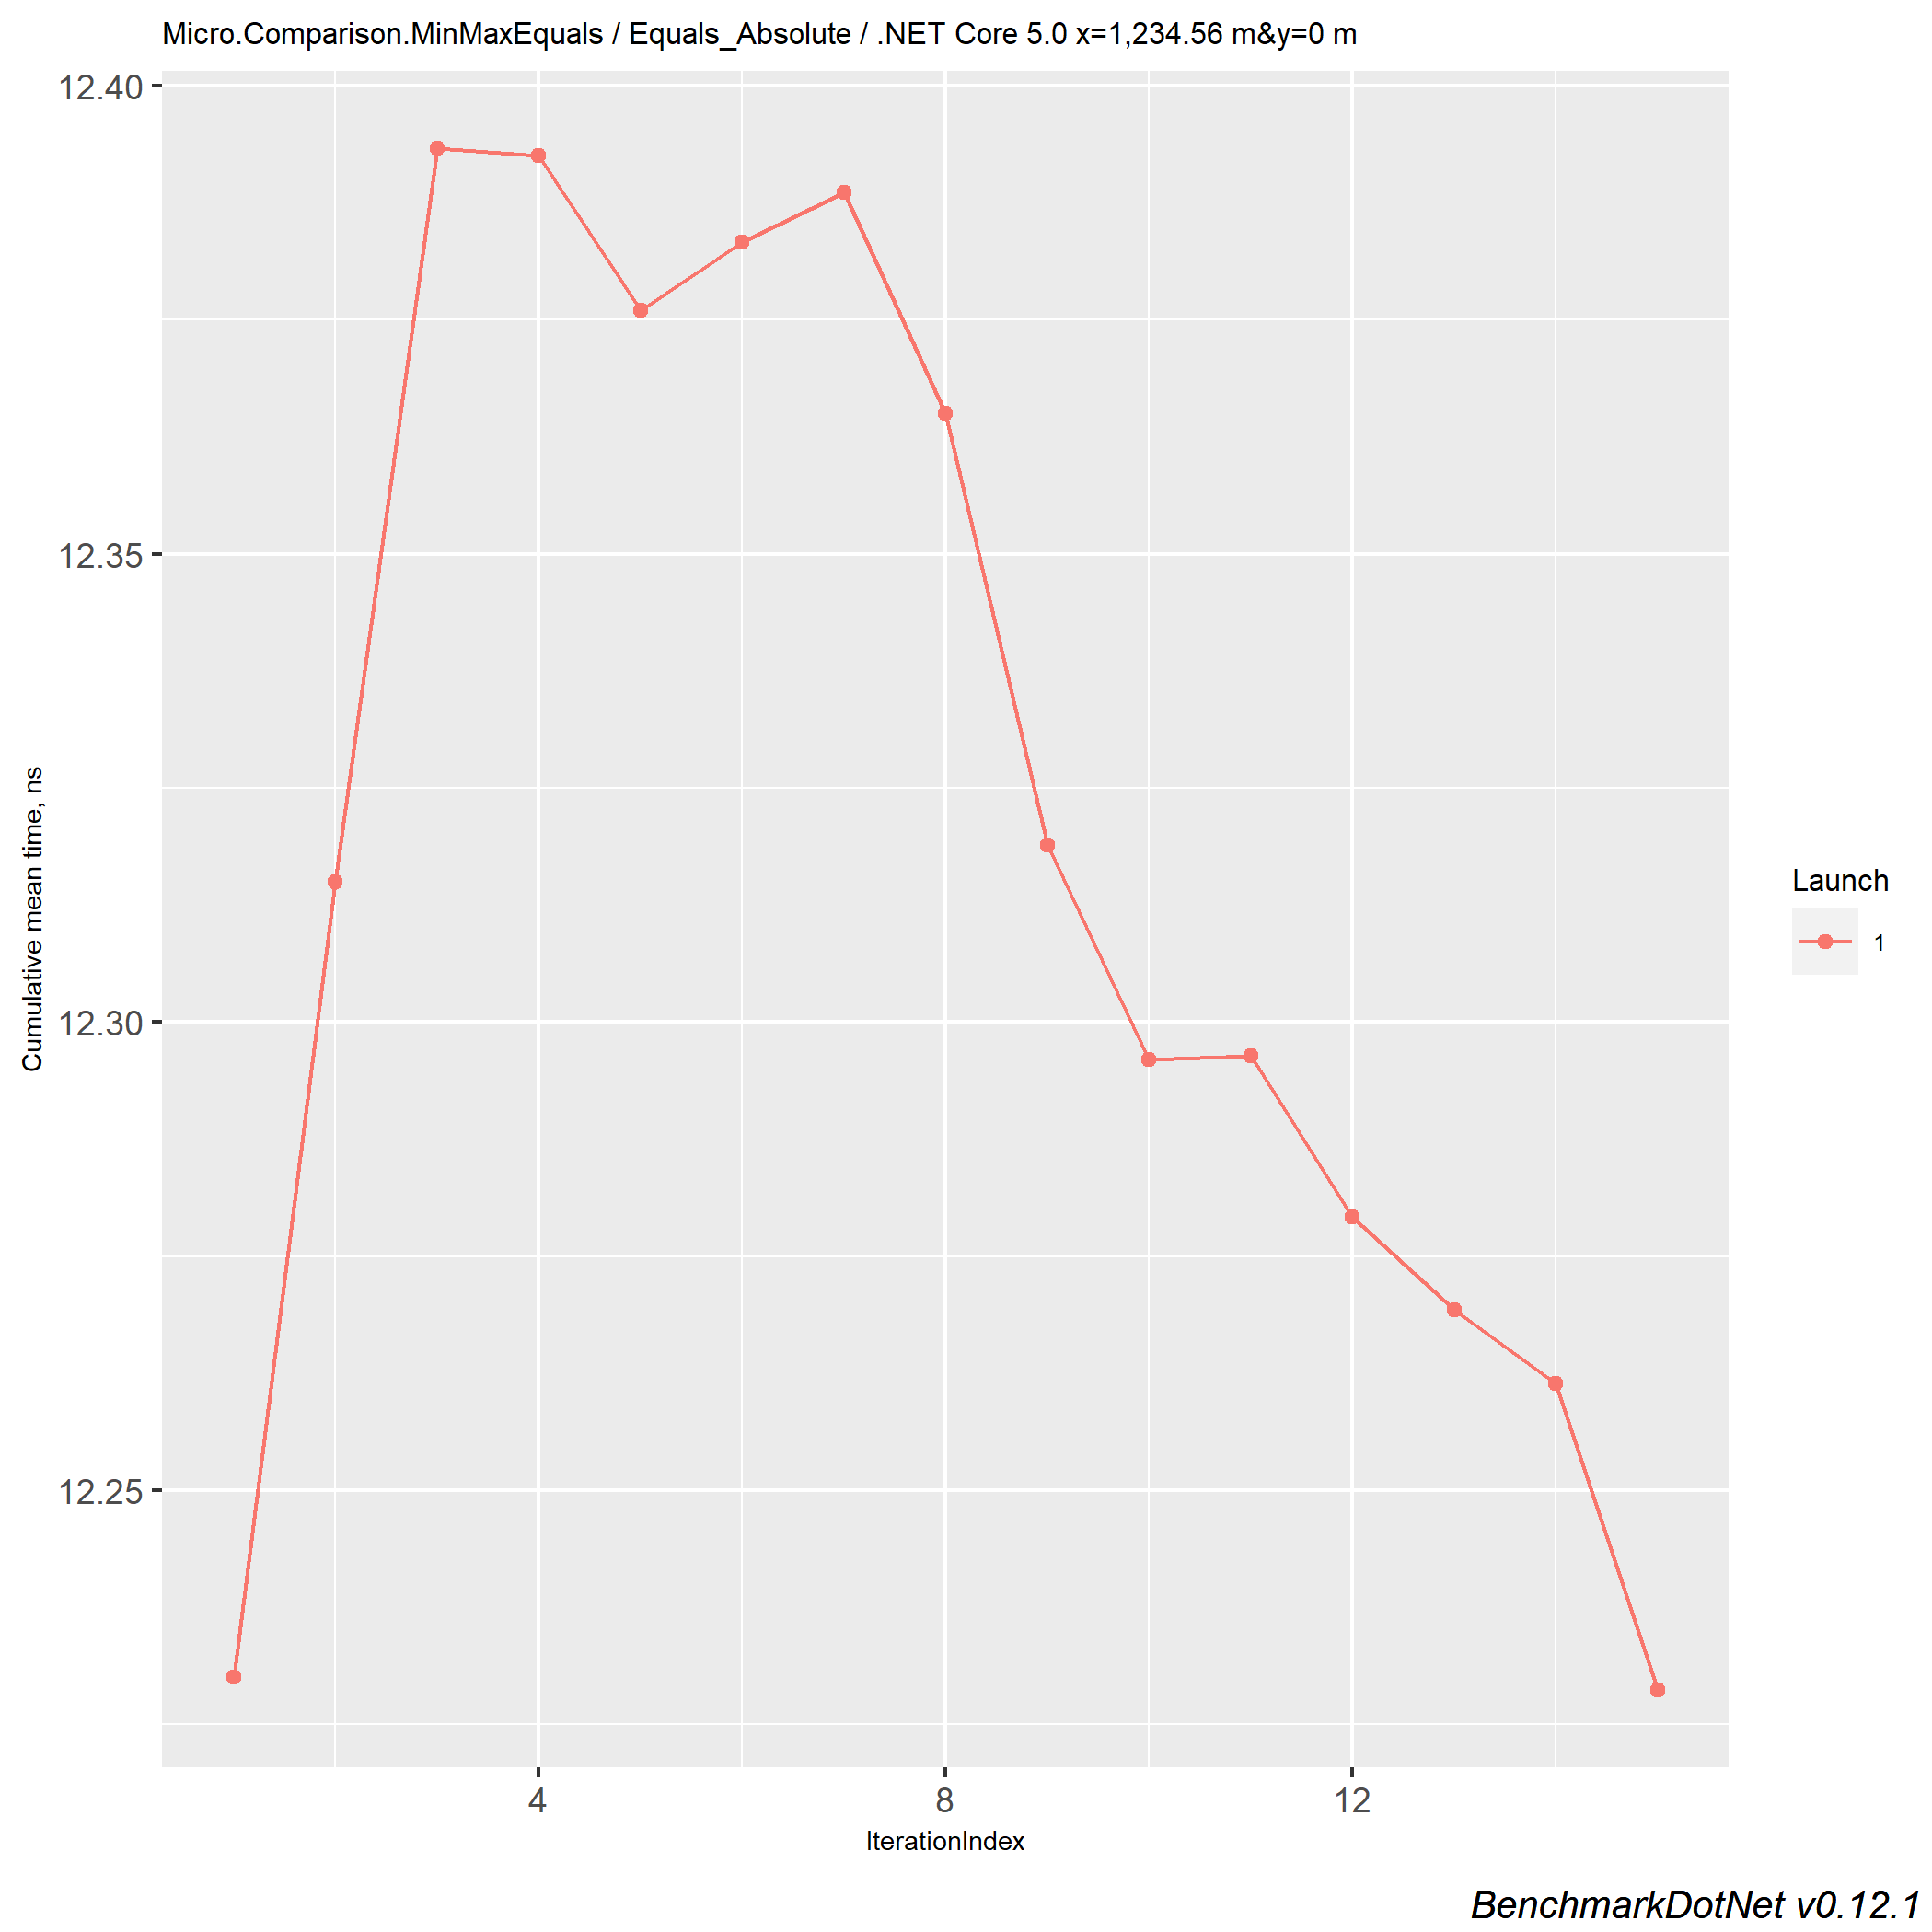 Micro.Comparison.MinMaxEquals / Equals_Absolute / .NET Core 5.0 x=1,234.56 m&y=0 m
12.40
12.35
12.30
12.25
Cumulative mean time, ns
4
8
12
IterationIndex
Launch
1
BenchmarkDotNet v0.12.1